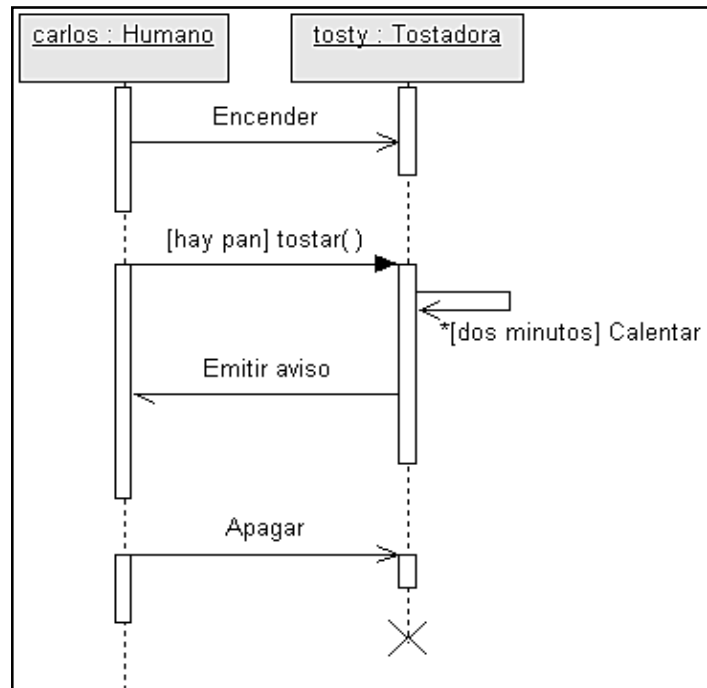 carlos : Humano
tosty : Tostadora
Encender
[hay pan] tostar( )
*[dos minutos] Calentar
Emitir aviso
Apagar